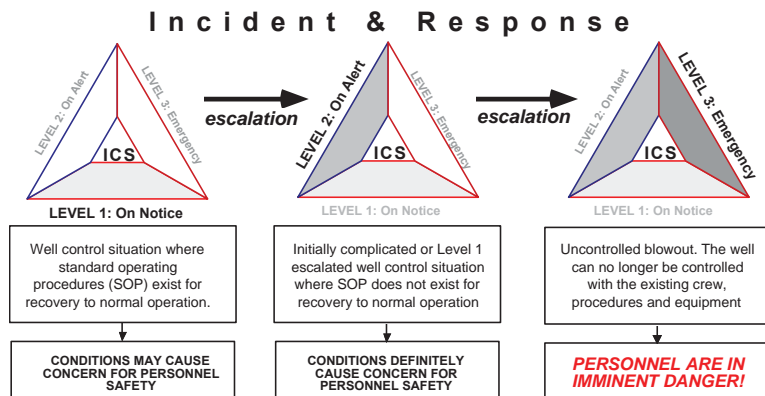 Incident & Response
LEVEL 2: On Alert
LEVEL 3: Emergency
ICS
LEVEL 1: On Notice
escalation
LEVEL 2: On Alert
LEVEL 3: Emergency
ICS
LEVEL 1: On Notice
escalation
LEVEL 2: On Alert
LEVEL 3: Emergency
ICS
LEVEL 1: On Notice
Well control situation where
standard operating
procedures (SOP) exist for
recovery to normal operation.
Initially complicated or Level 1
escalated well control situation
where SOP does not exist for
recovery to normal operation
Uncontrolled blowout. The well
can no longer be controlled
with the existing crew,
procedures and equipment
CONDITIONS MAY CAUSE
CONCERN FOR PERSONNEL
SAFETY
CONDITIONS DEFINITELY
CAUSE CONCERN FOR
PERSONNEL SAFETY
PERSONNEL ARE IN
IMMINENT DANGER!